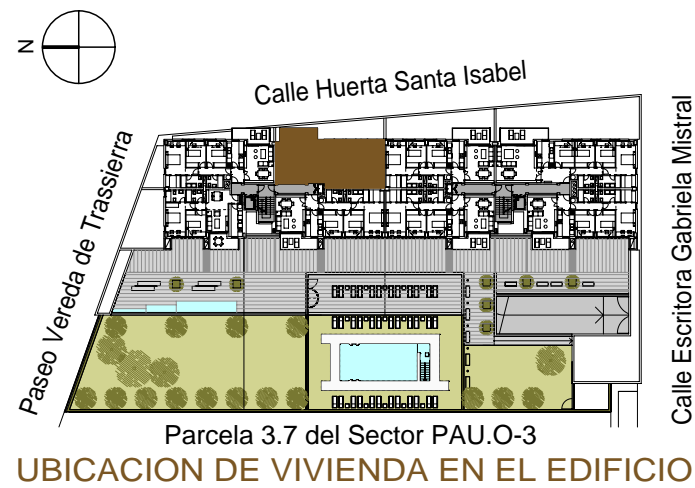 N
Calle Huerta Santa Isabel
Paseo Vereda de Trassierra
Calle Escritora Gabriela Mistral
Parcela 3.7 del Sector PAU.O-3
UBICACION DE VIVIENDA EN EL EDIFICIO